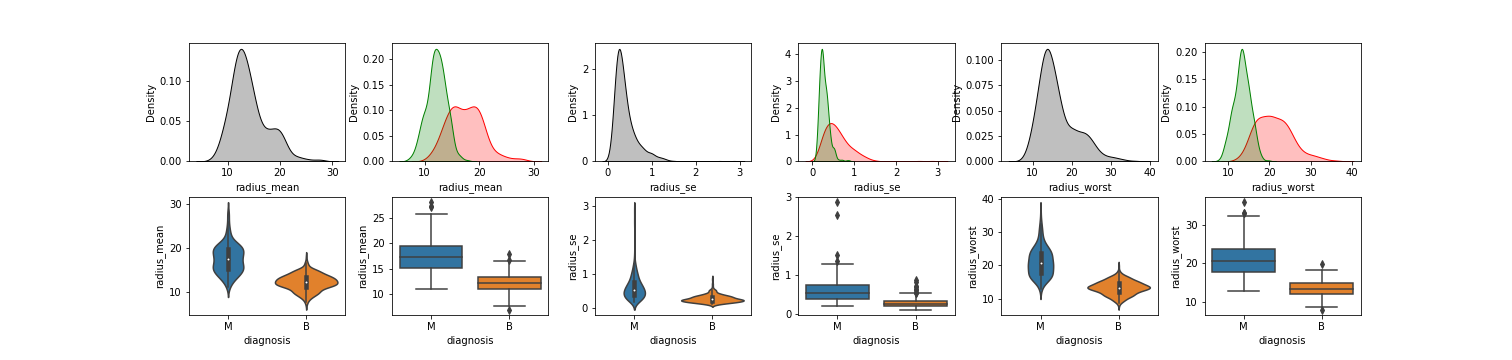 Density
0.10
0.05
0.00
10 20 30
radius_mean
Density
0.20
0.15
0.10
0.05
0.00
10 20 30
radius_mean
Density
2
1
0
0 1 2 3
radius_se
Density
4
3
2
1
0
0 1 2 3
radius_se
Density
0.100
0.075
0.050
0.025
0.000
10 20 30 40
radius_worst
Density
0.20
0.15
0.10
0.05
0.00
10 20 30 40
radius_worst
radius_mean
30
20
10
M B
diagnosis
radius_mean
25
20
15
10
M B
diagnosis
radius_se
3
2
1
0
M B
diagnosis
radius_se
3
2
1
0
M B
diagnosis
radius_worst
40
30
20
10
M B
diagnosis
radius_worst
30
20
10
M B
diagnosis